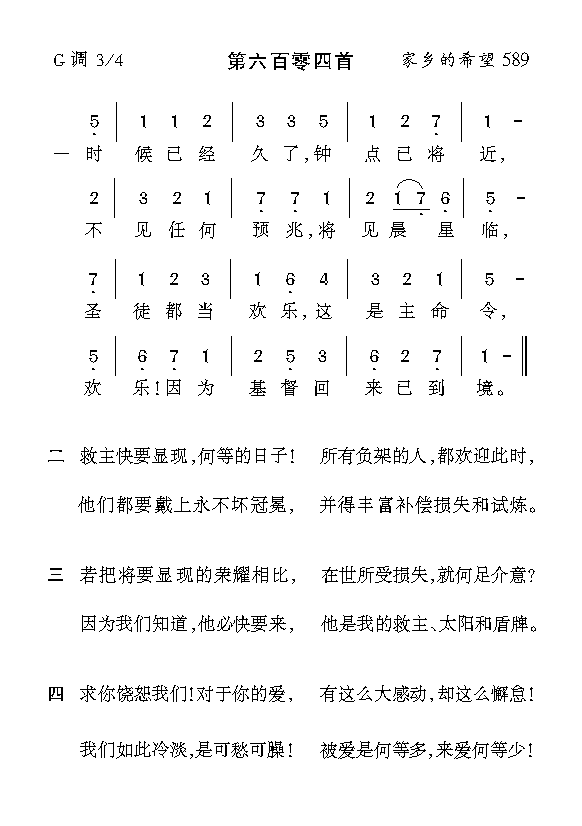 G 调 3/4 第六百零四首 家乡的希望 589
5̣ | 1 1 2 | 3 3 5 | 1 2 7̣ | 1 -
一 时 候 已 经 久 了, 钟 点 已 将 近,
2 | 3 2 1 | 7̣ 7̣ 1 | 2 1 7̣ 6̣ | 5̣ -
不 见 任 何 预 兆, 将 见 晨 星 临,
7̣ | 1 2 3 | 1 6̣ 4 | 3 2 1 | 5 -
圣 徒 都 当 欢 乐, 这 是 主 命 令,
5̣ | 6̣ 7̣ 1 | 2 5̣ 3 | 6̣ 2 7̣ | 1 - ‖
欢 乐! 因 为 基 督 回 来 已 到 境。
二 救主快要显现, 何等的日子! 所有负架的人, 都欢迎此时,
他们都要戴上永不坏冠冕, 并得丰富补偿损失和试炼。
三 若把将要显现的荣耀相比, 在世所受损失, 就何足介意?
因为我们知道, 他必快要来, 他是我的救主、太阳和盾牌。
四 求你饶恕我们! 对于你的爱, 有这么大感动, 却这么懈怠!
我们如此冷淡, 是可愁可臊! 被爱是何等多, 来爱何等少!